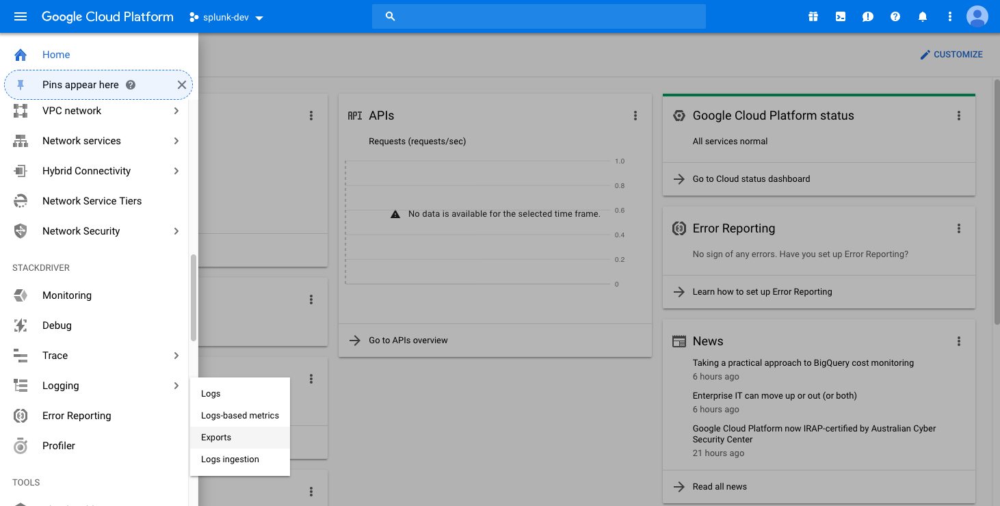 Google Cloud Platform
splunk-dev
Home
Pins appear here
VPC network
Network services
Hybrid Connectivity
Network Service Tiers
Network Security
STACKDRIVER
Monitoring
Debug
Trace
Logging
Error Reporting
Profiler
TOOLS
Logs
Logs-based metrics
Exports
Logs ingestion
CUSTOMIZE
API APIs
Requests (requests/sec)
1.0
0.8
0.6
0.4
0.2
0
No data is available for the selected time frame.
Go to APIs overview
Google Cloud Platform status
All services normal
Go to Cloud status dashboard
Error Reporting
No sign of any errors. Have you set up Error Reporting?
Learn how to set up Error Reporting
News
Taking a practical approach to BigQuery cost monitoring
6 hours ago
Enterprise IT can move up or out (or both)
6 hours ago
Google Cloud Platform now IRAP-certified by Australian Cyber
Security Center
21 hours ago
Read all news